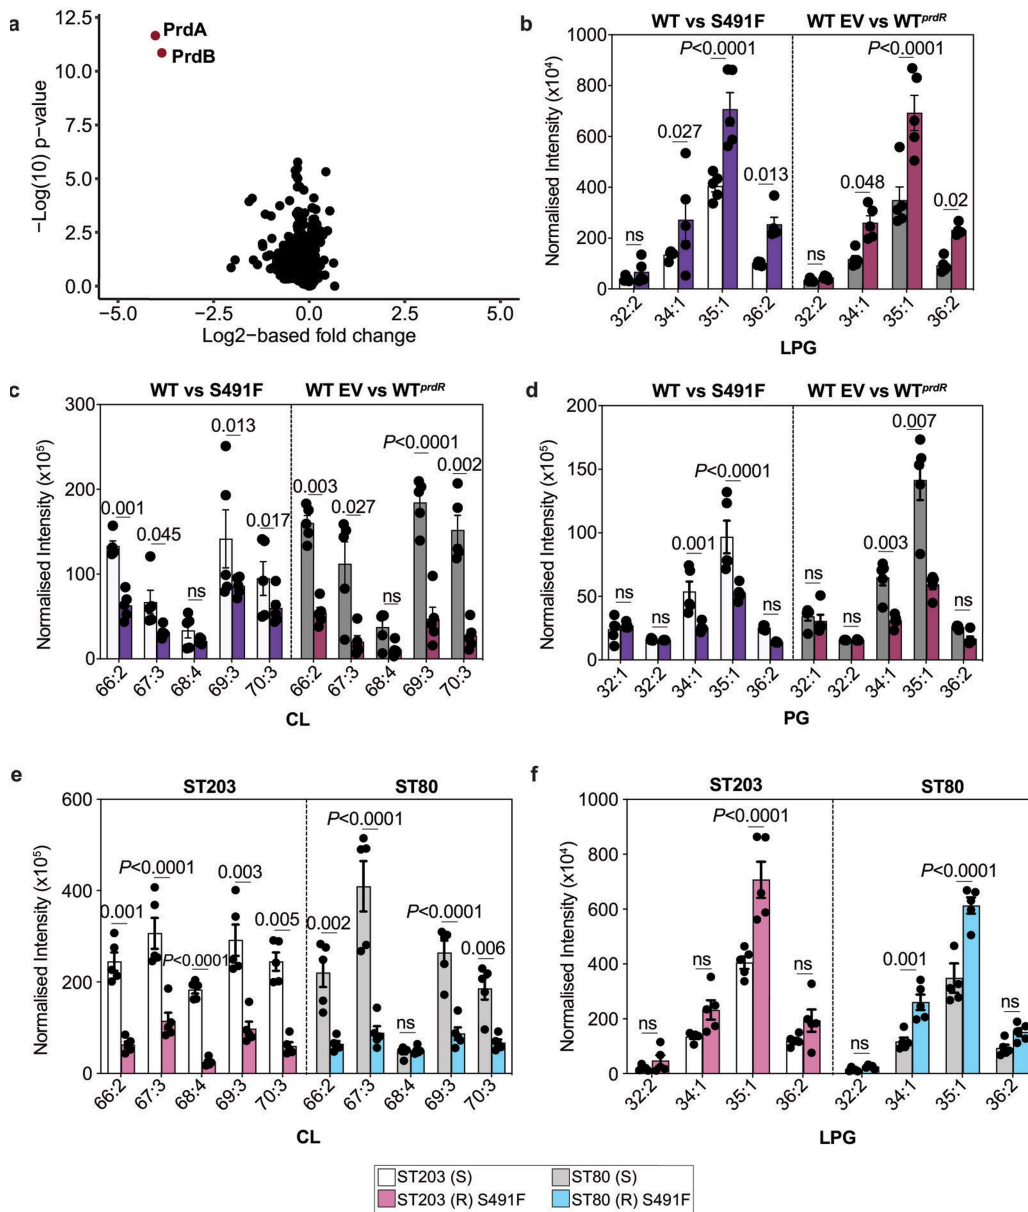 a
12.5
10.0
7.5
5.0
2.5
0.0
−Log(10) p−value
PrdA
PrdB
−5.0
−2.5
0.0
2.5
5.0
Log2−based fold change
b
WT vs S491F
WT EV vs WTprdR
Normalised Intensity (x10⁴)
1000
800
600
400
200
0
ns
0.027
P<0.0001
0.013
ns
0.048
P<0.0001
0.02
32:2
34:1
35:1
36:2
32:2
34:1
35:1
36:2
LPG
c
WT vs S491F
WT EV vs WTprdR
Normalised Intensity (x10⁵)
300
200
100
0
0.001
0.045
ns
0.013
0.017
0.003
0.027
ns
P<0.0001
0.002
66:2
67:3
68:4
69:3
70:3
66:2
67:3
68:4
69:3
70:3
CL
d
WT vs S491F
WT EV vs WTprdR
Normalised Intensity (x10⁵)
200
150
100
50
0
ns
ns
0.001
P<0.0001
ns
ns
ns
0.003
0.007
ns
32:1
32:2
34:1
35:1
36:2
32:1
32:2
34:1
35:1
36:2
PG
e
ST203
ST80
Normalised Intensity (x10⁵)
600
400
200
0
0.001
P<0.0001
P<0.0001
0.003
0.005
0.002
P<0.0001
ns
P<0.0001
0.006
66:2
67:3
68:4
69:3
70:3
66:2
67:3
68:4
69:3
70:3
CL
f
ST203
ST80
Normalised Intensity (x10⁴)
1000
800
600
400
200
0
ns
ns
P<0.0001
ns
ns
0.001
P<0.0001
ns
32:2
34:1
35:1
36:2
32:2
34:1
35:1
36:2
LPG
ST203 (S)
ST80 (S)
ST203 (R) S491F
ST80 (R) S491F